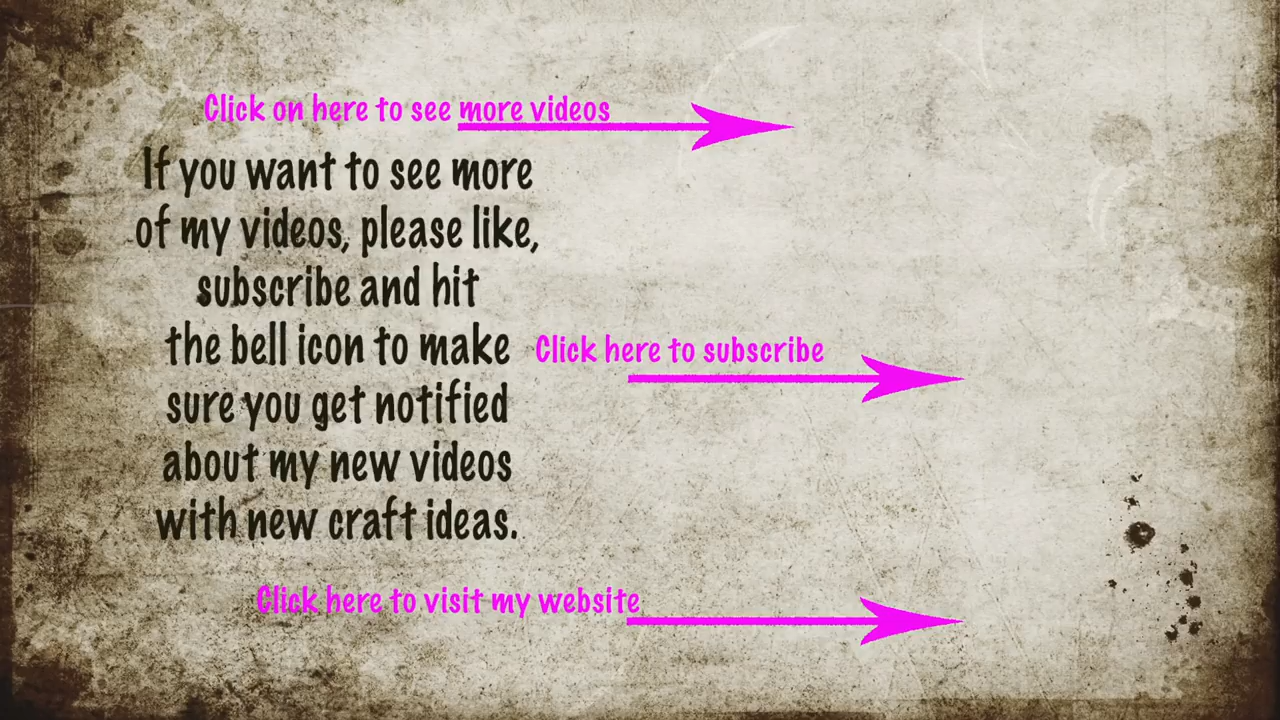 Click on here to see more videos
If you want to see more
of my videos, please like,
subscribe and hit
the bell icon to make
Click here to subscribe
sure you get notified
about my new videos
with new craft ideas.
Click here to visit my website